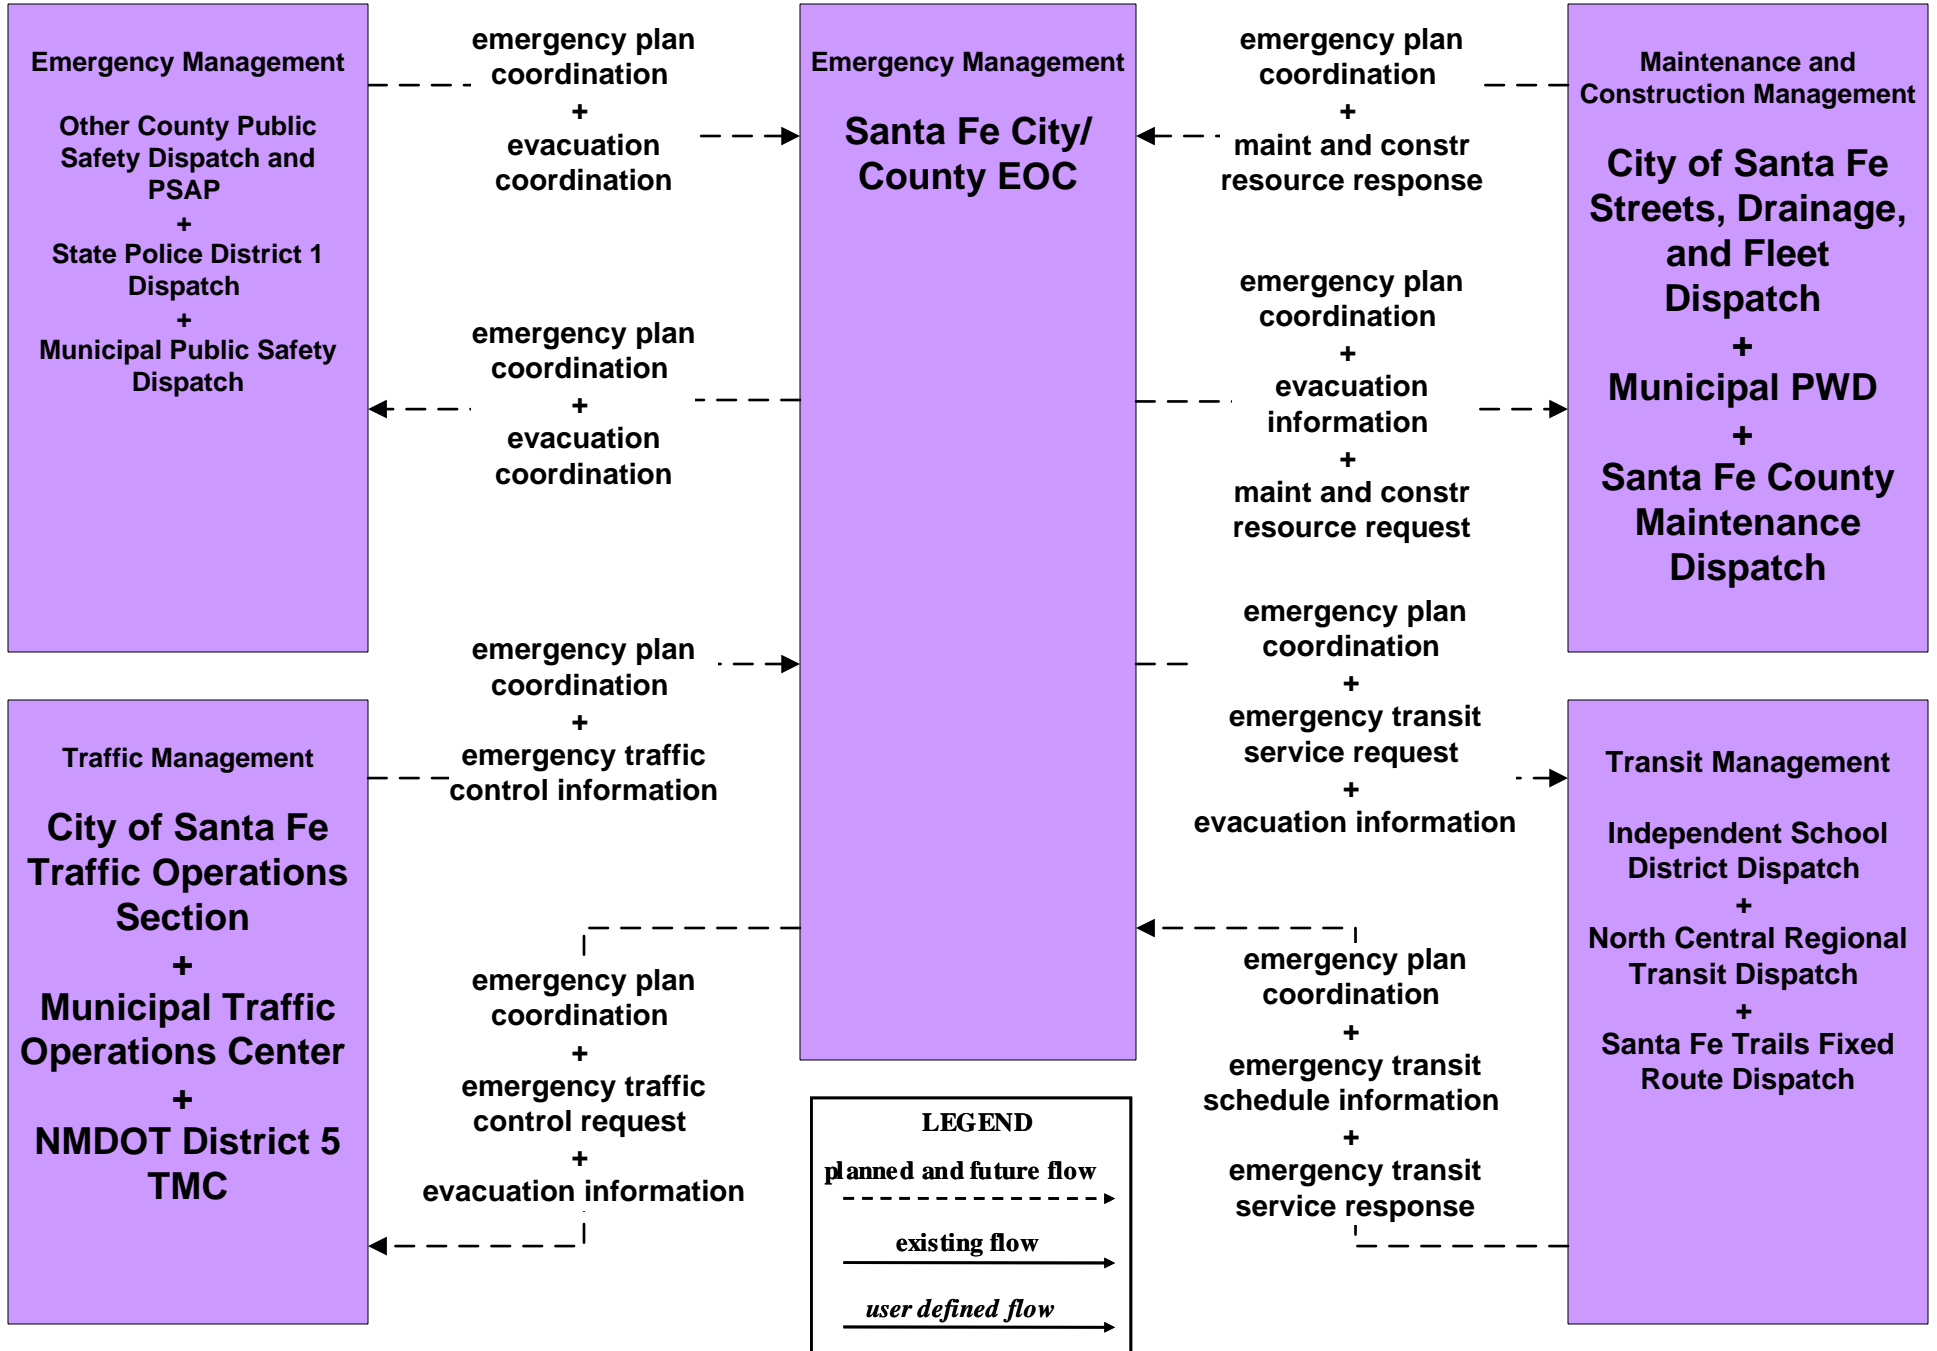 Emergency Management
Other County Public
Safety Dispatch and
PSAP
+
State Police District 1
Dispatch
+
Municipal Public Safety
Dispatch
emergency plan
coordination
+
evacuation
coordination
emergency plan
coordination
+
evacuation
coordination
Emergency Management
Santa Fe City/
County EOC
emergency plan
coordination
+
maint and constr
resource response
emergency plan
coordination
+
evacuation
information
+
maint and constr
resource request
Maintenance and
Construction Management
City of Santa Fe
Streets, Drainage,
and Fleet
Dispatch
+
Municipal PWD
+
Santa Fe County
Maintenance
Dispatch
Traffic Management
City of Santa Fe
Traffic Operations
Section
+
Municipal Traffic
Operations Center
+
NMDOT District 5
TMC
emergency plan
coordination
+
emergency traffic
control information
emergency plan
coordination
+
emergency traffic
control request
+
evacuation information
emergency plan
coordination
+
emergency transit
service request
+
evacuation information
emergency plan
coordination
+
emergency transit
schedule information
+
emergency transit
service response
Transit Management
Independent School
District Dispatch
+
North Central Regional
Transit Dispatch
+
Santa Fe Trails Fixed
Route Dispatch
LEGEND
planned and future flow
existing flow
user defined flow